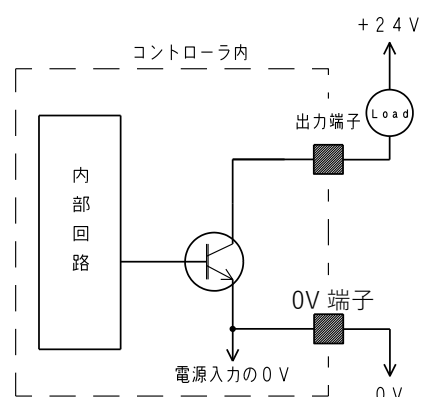 +24V
コントローラ内
Load
出力端子
内部回路
0V 端子
電源入力の0V
0V